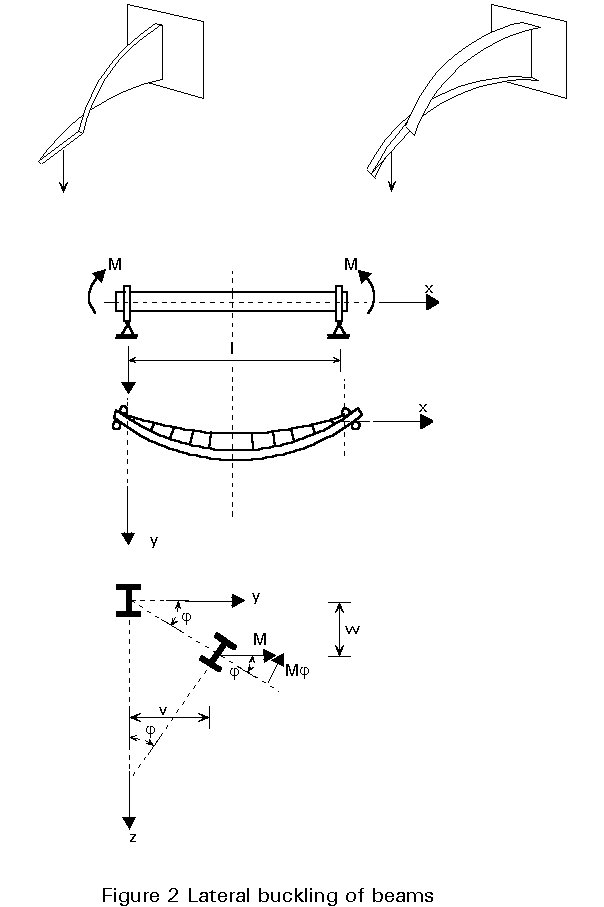 M M
x
l
x
y
y
φ
w
M
φ Mφ
v
φ
z
Figure 2 Lateral buckling of beams